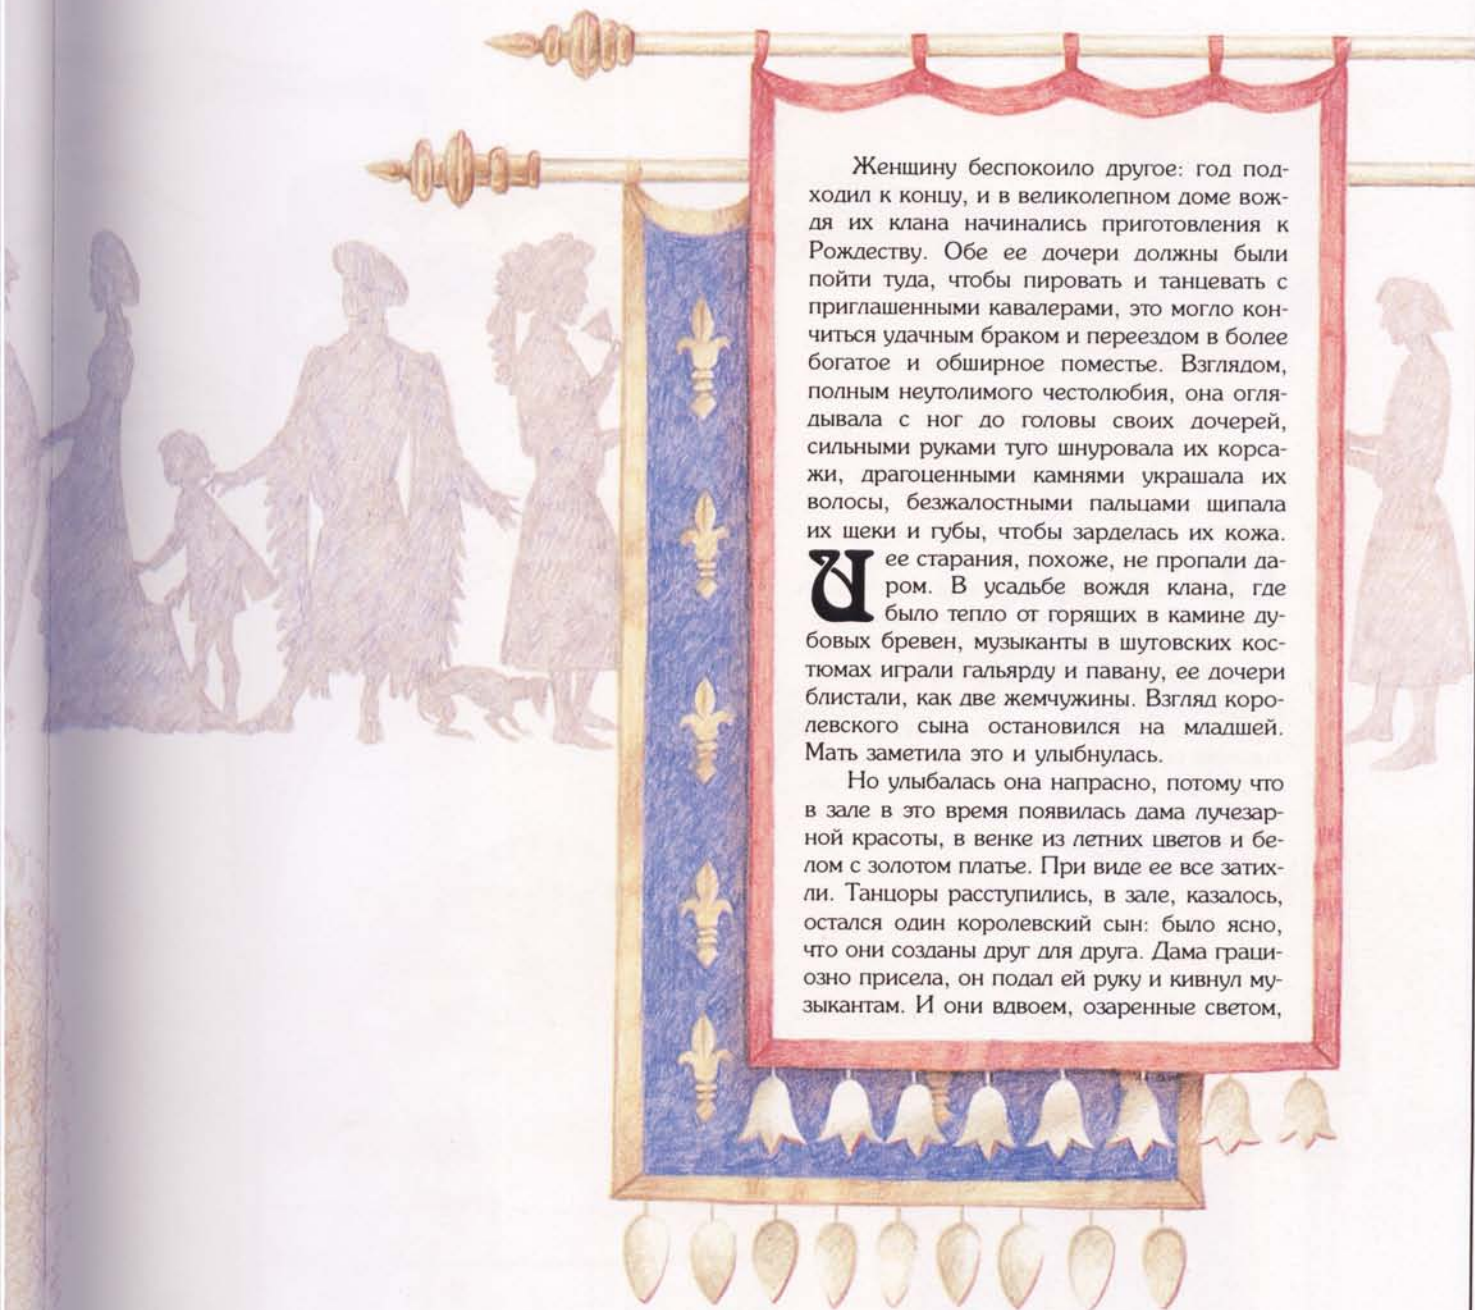 Женщину беспокоило другое: год под-
ходил к концу, и в великолепном доме вож-
дя их клана начинались приготовления к
Рождеству. Обе ее дочери должны были
пойти туда, чтобы пировать и танцевать с
приглашенными кавалерами, это могло кон-
читься удачным браком и переездом в более
богатое и обширное поместье. Взглядом,
полным неутолимого честолюбия, она огля-
дывала с ног до головы своих дочерей,
сильными руками туго шнуровала их корса-
жи, драгоценными камнями украшала их
волосы, безжалостными пальцами щипала
их щеки и губы, чтобы зарделась их кожа.
И ее старания, похоже, не пропали да-
ром. В усадьбе вождя клана, где
было тепло от горящих в камине ду-
бовых бревен, музыканты в шутовских кос-
тюмах играли гальярду и павану, ее дочери
блистали, как две жемчужины. Взгляд коро-
левского сына остановился на младшей.
Мать заметила это и улыбнулась.
Но улыбалась она напрасно, потому что
в зале в это время появилась дама лучезар-
ной красоты, в венке из летних цветов и бе-
лом с золотом платье. При виде ее все затих-
ли. Танцоры расступились, в зале, казалось,
остался один королевский сын: было ясно,
что они созданы друг для друга. Дама граци-
озно присела, он подал ей руку и кивнул му-
зыкантам. И они вдвоем, озаренные светом,